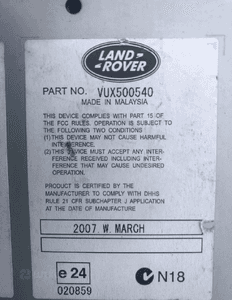 LAND
ROVER
PART NO. VUX500540
MADE IN MALAYSIA
THIS DEVICE COMPLIES WITH PART 15 OF
THE FCC RULES. OPERATION IS SUBJECT TO
THE FOLLOWING TWO CONDITIONS
(1) THIS DEVICE MAY NOT CAUSE HARMFUL
INTERFERENCE.
(2) THIS DEVICE MUST ACCEPT ANY INTER-
FERENCE RECEIVED INCLUDING INTER-
FERENCE THAT MAY CAUSE UNDESIRED
OPERATION.
PRODUCT IS CERTIFIED BY THE
MANUFACTURER TO COMPLY WITH DHHS
RULE 21 CFR SUBCHAPTER J APPLICATION
AT THE DATE OF MANUFACTURE
2007. W. MARCH
e 24
020859
N18